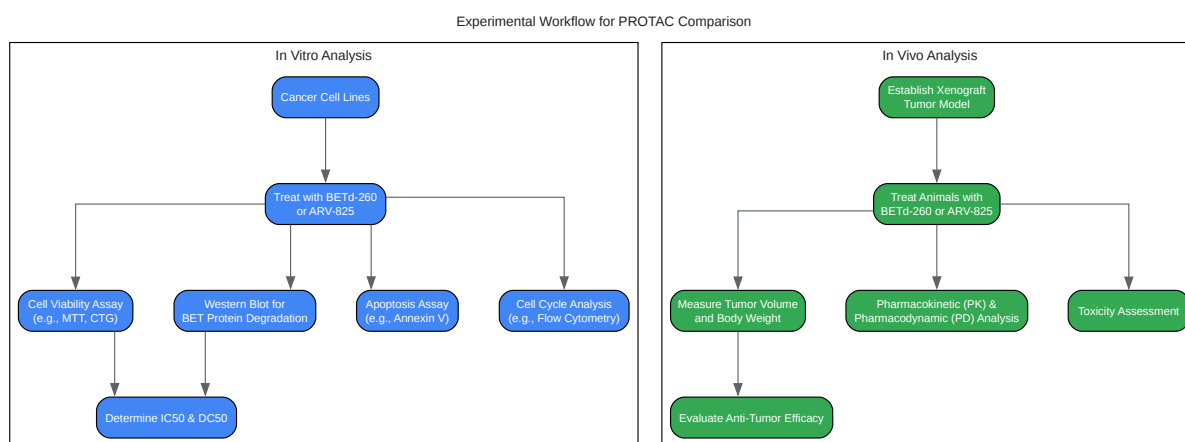 Experimental Workflow for PROTAC Comparison
In Vitro Analysis
Cancer Cell Lines
Treat with BETd-260
or ARV-825
Cell Viability Assay
(e.g., MTT, CTG)
Western Blot for
BET Protein Degradation
Apoptosis Assay
(e.g., Annexin V)
Cell Cycle Analysis
(e.g., Flow Cytometry)
Determine IC50 & DC50
In Vivo Analysis
Establish Xenograft
Tumor Model
Treat Animals with
BETd-260 or ARV-825
Measure Tumor Volume
and Body Weight
Pharmacokinetic (PK) &
Pharmacodynamic (PD) Analysis
Toxicity Assessment
Evaluate Anti-Tumor Efficacy